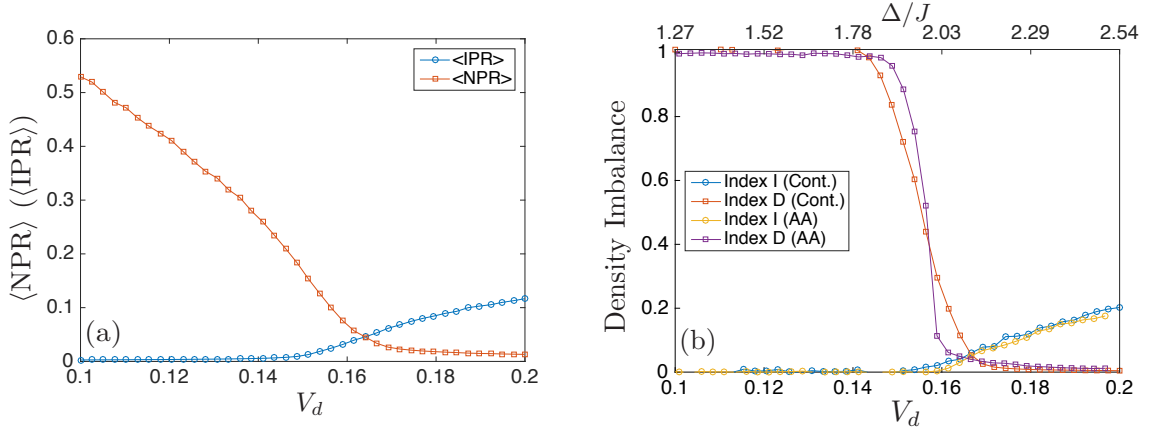 0.6
0.5
0.4
0.3
0.2
0.1
0
⟨NPR⟩ (⟨IPR⟩)
<IPR>
<NPR>
(a)
0.1 0.12 0.14 0.16 0.18 0.2
V_d
Δ/J
1.27 1.52 1.78 2.03 2.29 2.54
1
0.8
0.6
0.4
0.2
0
Density Imbalance
Index I (Cont.)
Index D (Cont.)
Index I (AA)
Index D (AA)
(b)
0.1 0.12 0.14 0.16 0.18 0.2
V_d